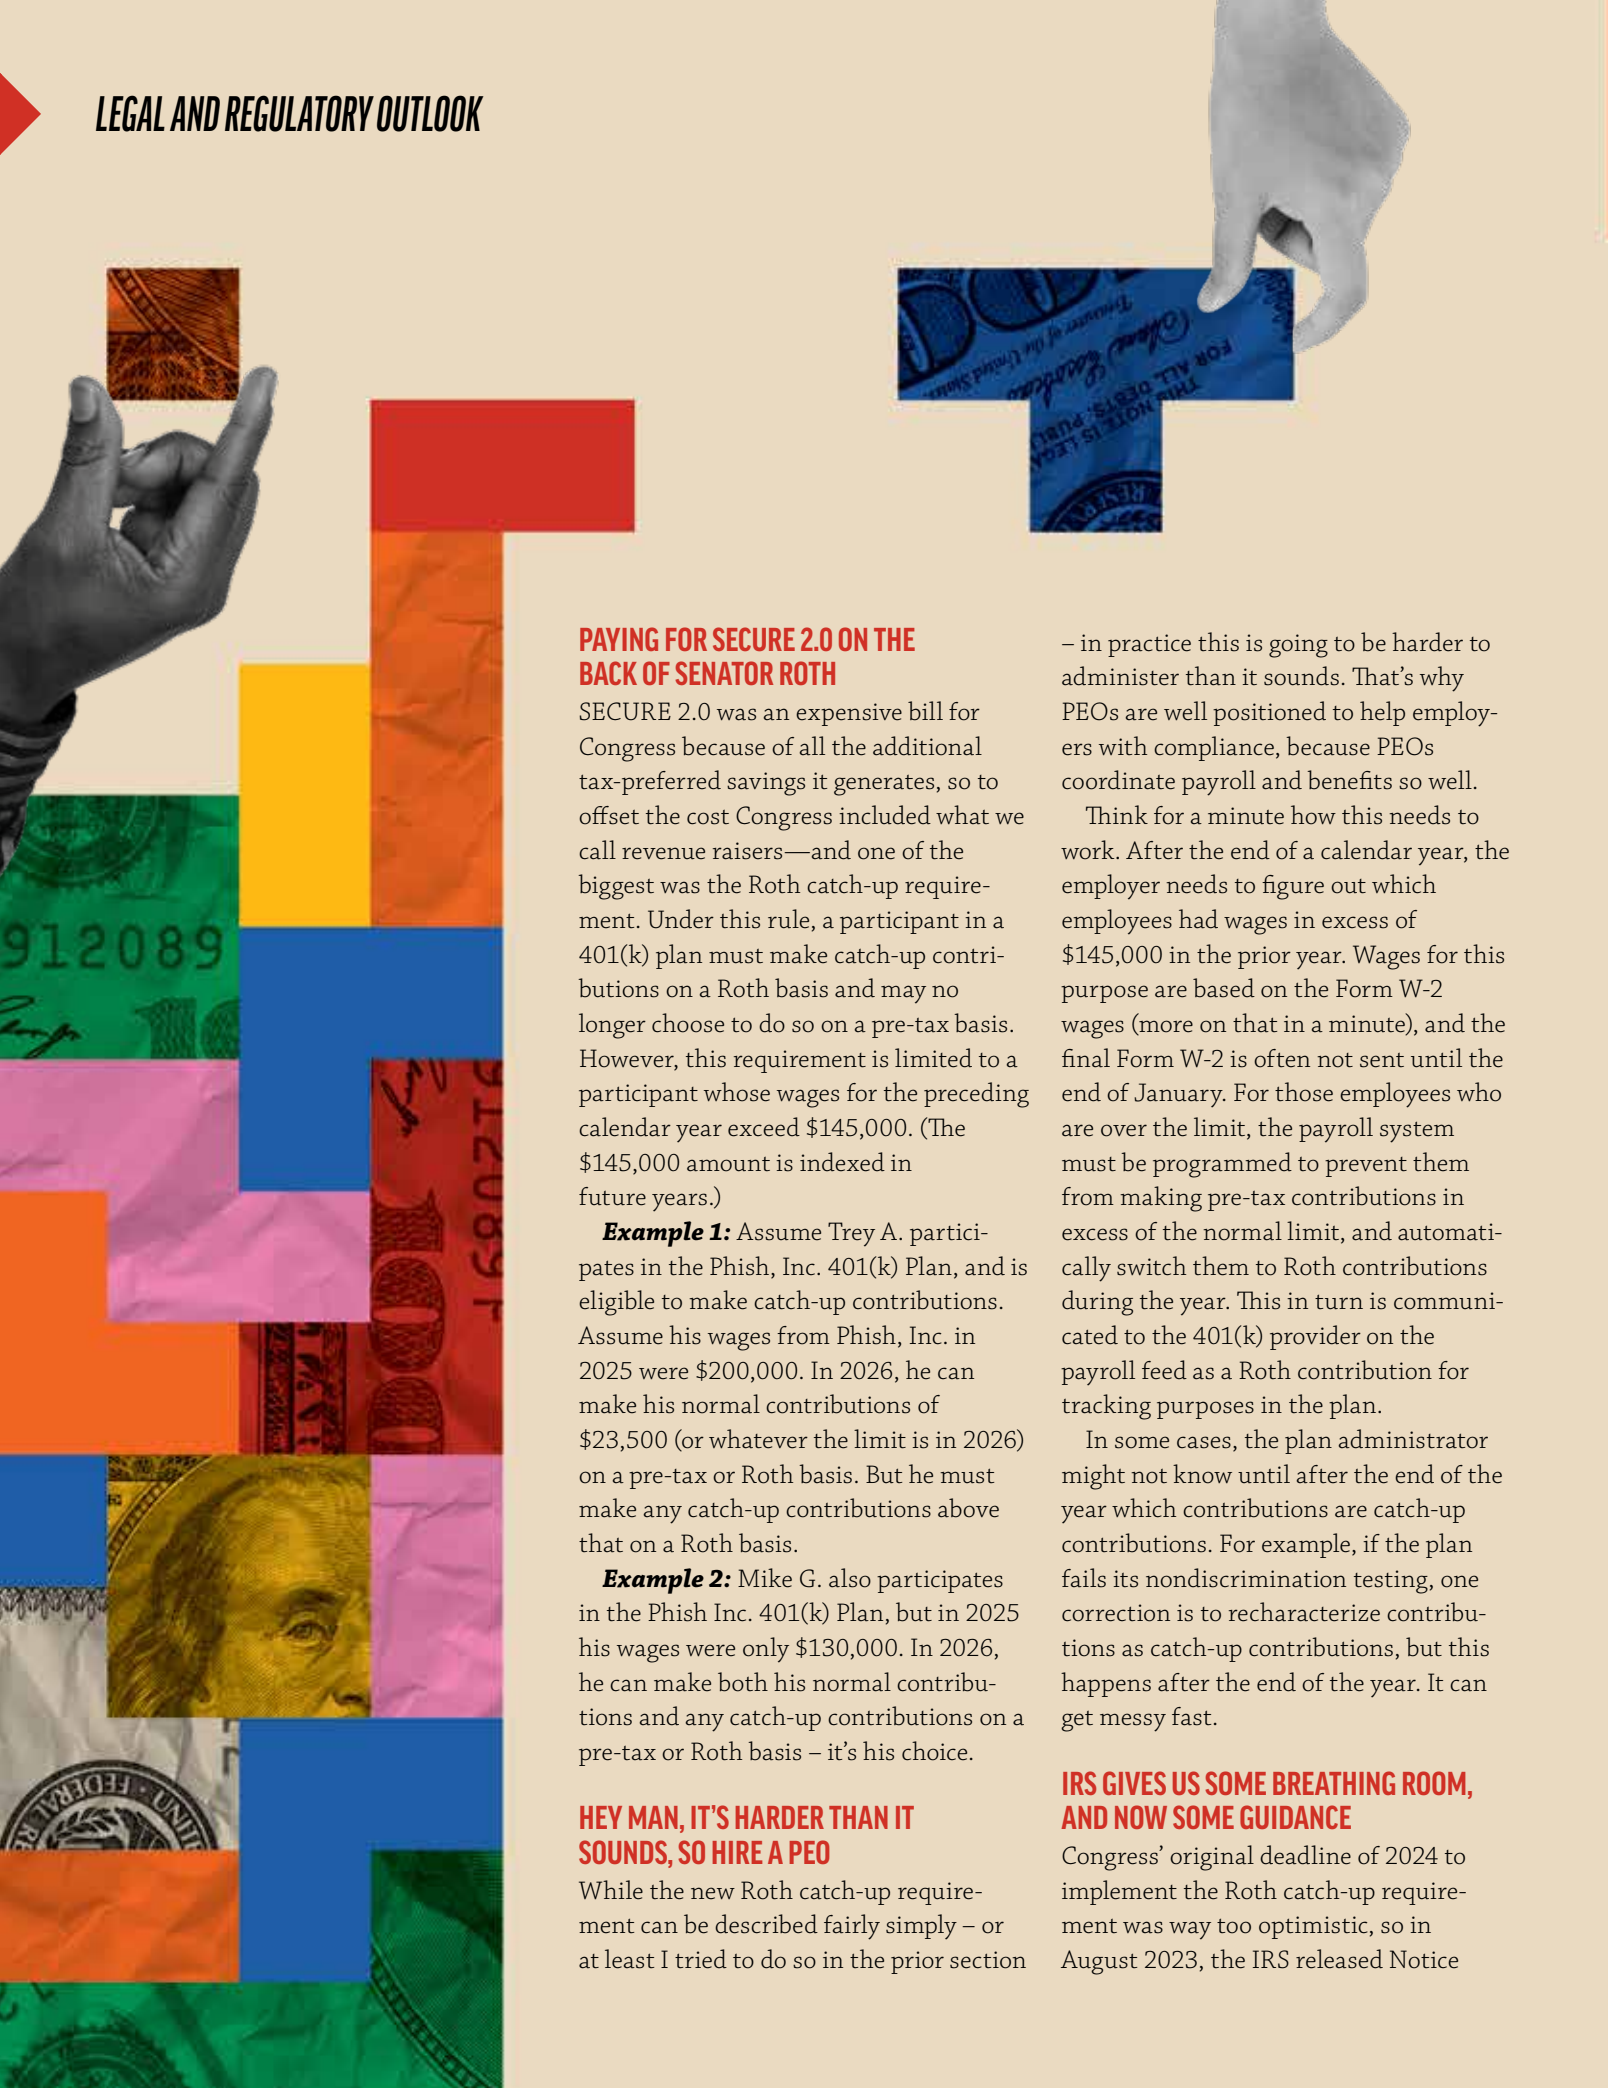 LEGAL AND REGULATORY OUTLOOK
Treasurer of the United States.
FOR ALL DEBTS, PUBL
THIS NOTE IS LEGA
RESER
912089
FEDERAL RE
UNIT
100
PAYING FOR SECURE 2.0 ON THE
BACK OF SENATOR ROTH
SECURE 2.0 was an expensive bill for
Congress because of all the additional
tax-preferred savings it generates, so to
offset the cost Congress included what we
call revenue raisers—and one of the
biggest was the Roth catch-up require-
ment. Under this rule, a participant in a
401(k) plan must make catch-up contri-
butions on a Roth basis and may no
longer choose to do so on a pre-tax basis.
However, this requirement is limited to a
participant whose wages for the preceding
calendar year exceed $145,000. (The
$145,000 amount is indexed in
future years.)
Example 1: Assume Trey A. partici-
pates in the Phish, Inc. 401(k) Plan, and is
eligible to make catch-up contributions.
Assume his wages from Phish, Inc. in
2025 were $200,000. In 2026, he can
make his normal contributions of
$23,500 (or whatever the limit is in 2026)
on a pre-tax or Roth basis. But he must
make any catch-up contributions above
that on a Roth basis.
Example 2: Mike G. also participates
in the Phish Inc. 401(k) Plan, but in 2025
his wages were only $130,000. In 2026,
he can make both his normal contribu-
tions and any catch-up contributions on a
pre-tax or Roth basis – it's his choice.
HEY MAN, IT'S HARDER THAN IT
SOUNDS, SO HIRE A PEO
While the new Roth catch-up require-
ment can be described fairly simply – or
at least I tried to do so in the prior section
– in practice this is going to be harder to
administer than it sounds. That's why
PEOs are well positioned to help employ-
ers with compliance, because PEOs
coordinate payroll and benefits so well.
Think for a minute how this needs to
work. After the end of a calendar year, the
employer needs to figure out which
employees had wages in excess of
$145,000 in the prior year. Wages for this
purpose are based on the Form W-2
wages (more on that in a minute), and the
final Form W-2 is often not sent until the
end of January. For those employees who
are over the limit, the payroll system
must be programmed to prevent them
from making pre-tax contributions in
excess of the normal limit, and automati-
cally switch them to Roth contributions
during the year. This in turn is communi-
cated to the 401(k) provider on the
payroll feed as a Roth contribution for
tracking purposes in the plan.
In some cases, the plan administrator
might not know until after the end of the
year which contributions are catch-up
contributions. For example, if the plan
fails its nondiscrimination testing, one
correction is to recharacterize contribu-
tions as catch-up contributions, but this
happens after the end of the year. It can
get messy fast.
IRS GIVES US SOME BREATHING ROOM,
AND NOW SOME GUIDANCE
Congress' original deadline of 2024 to
implement the Roth catch-up require-
ment was way too optimistic, so in
August 2023, the IRS released Notice